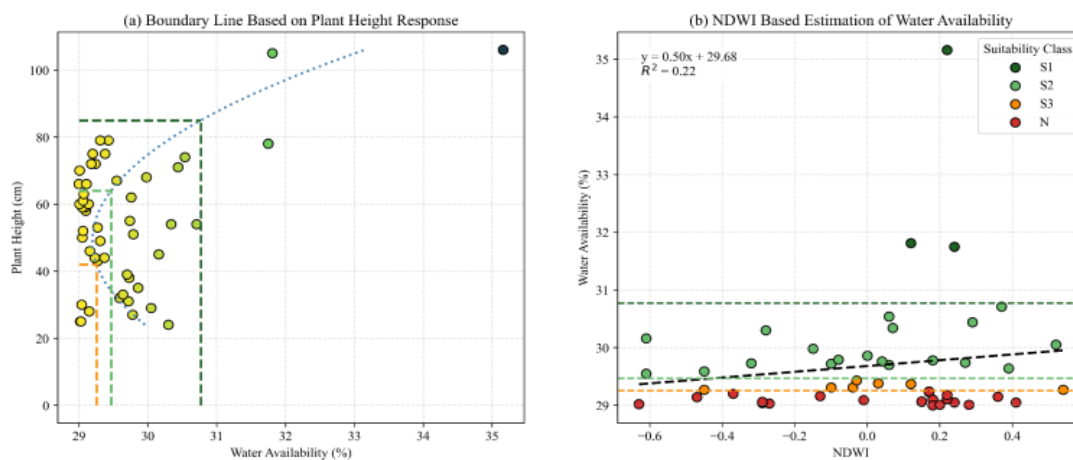 (a) Boundary Line Based on Plant Height Response
100
80
60
40
20
0
Plant Height (cm)
29 30 31 32 33 34 35
Water Availability (%)
(b) NDWI Based Estimation of Water Availability
y = 0.50x + 29.68
R² = 0.22
Suitability Class
S1
S2
S3
N
35
34
33
32
31
30
29
Water Availability (%)
−0.6 −0.4 −0.2 0.0 0.2 0.4
NDWI